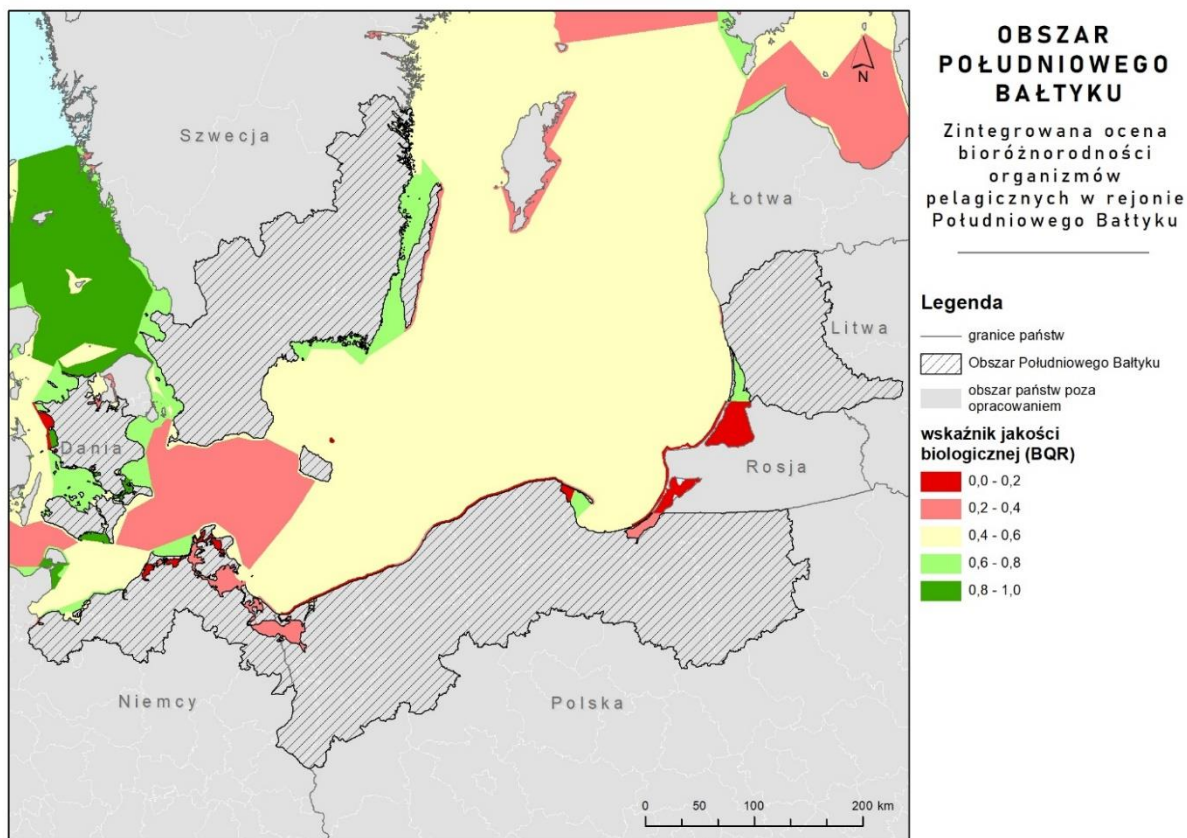 OBSZAR
POŁUDNIOWEGO
BAŁTYKU
Zintegrowana ocena
bioróżnorodności
organizmów
pelagicznych w rejonie
Południowego Bałtyku
Legenda
granice państw
Obszar Południowego Bałtyku
obszar państw poza
opracowaniem
wskaźnik jakości
biologicznej (BQR)
0,0 - 0,2
0,2 - 0,4
0,4 - 0,6
0,6 - 0,8
0,8 - 1,0
N
Szwecja
Łotwa
Litwa
Dania
Rosja
Niemcy
Polska
0 50 100 200 km